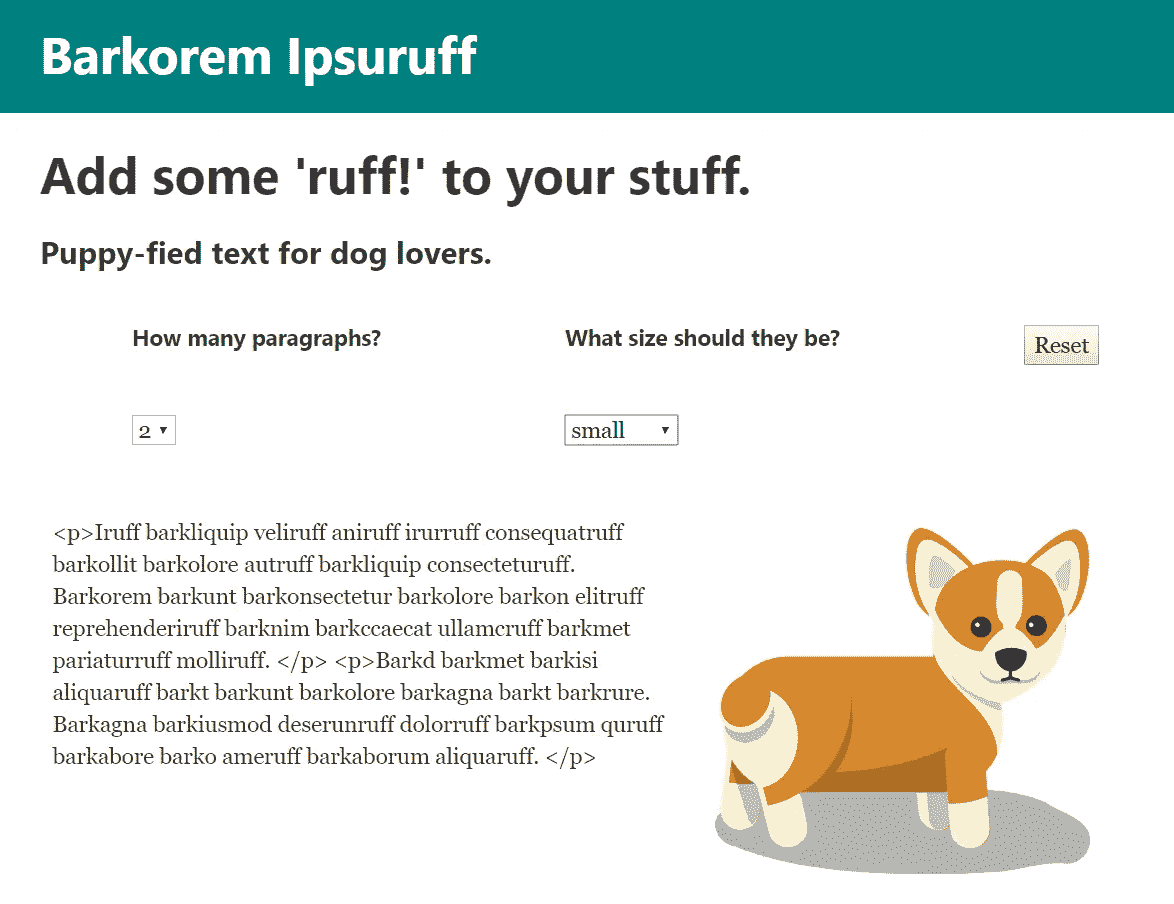 Barkorem Ipsuruff
Add some 'ruff!' to your stuff.
Puppy-fied text for dog lovers.
How many paragraphs?
What size should they be?
Reset
2
small
<p>Iruff barkliquip veliruff aniruff irurruff consequatruff
barkollit barkolore autruff barkliquip consecteturuff.
Barkorem barkunt barkonsectetur barkolore barkon elitruff
reprehenderiruff barknim barkccaecat ullamcruff barkmet
pariaturruff molliruff. </p> <p>Barkd barkmet barkisi
aliquaruff barkt barkunt barkolore barkagna barkt barkrure.
Barkagna barkiusmod deserunruff dolorruff barkpsum quruff
barkabore barko ameruff barkaborum aliquaruff. </p>